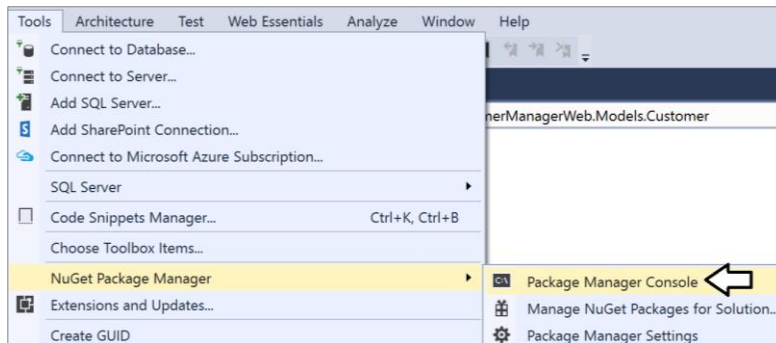 Tools Architecture Test Web Essentials Analyze Window Help
Connect to Database...
Connect to Server...
Add SQL Server...
nerManagerWeb.Models.Customer
Add SharePoint Connection...
Connect to Microsoft Azure Subscription...
SQL Server
Code Snippets Manager... Ctrl+K, Ctrl+B
Choose Toolbox Items...
NuGet Package Manager
Package Manager Console
Extensions and Updates...
Manage NuGet Packages for Solution...
Create GUID
Package Manager Settings